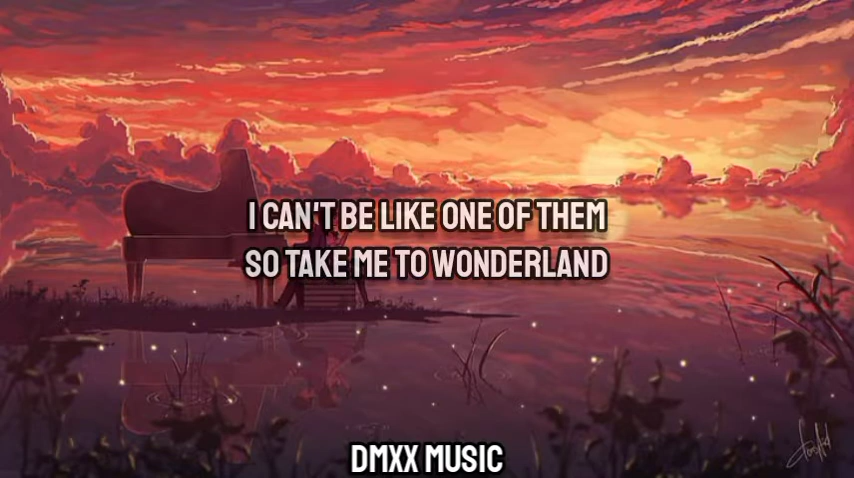 I CAN'T BE LIKE ONE OF THEM
SO TAKE ME TO WONDERLAND
DMXX MUSIC